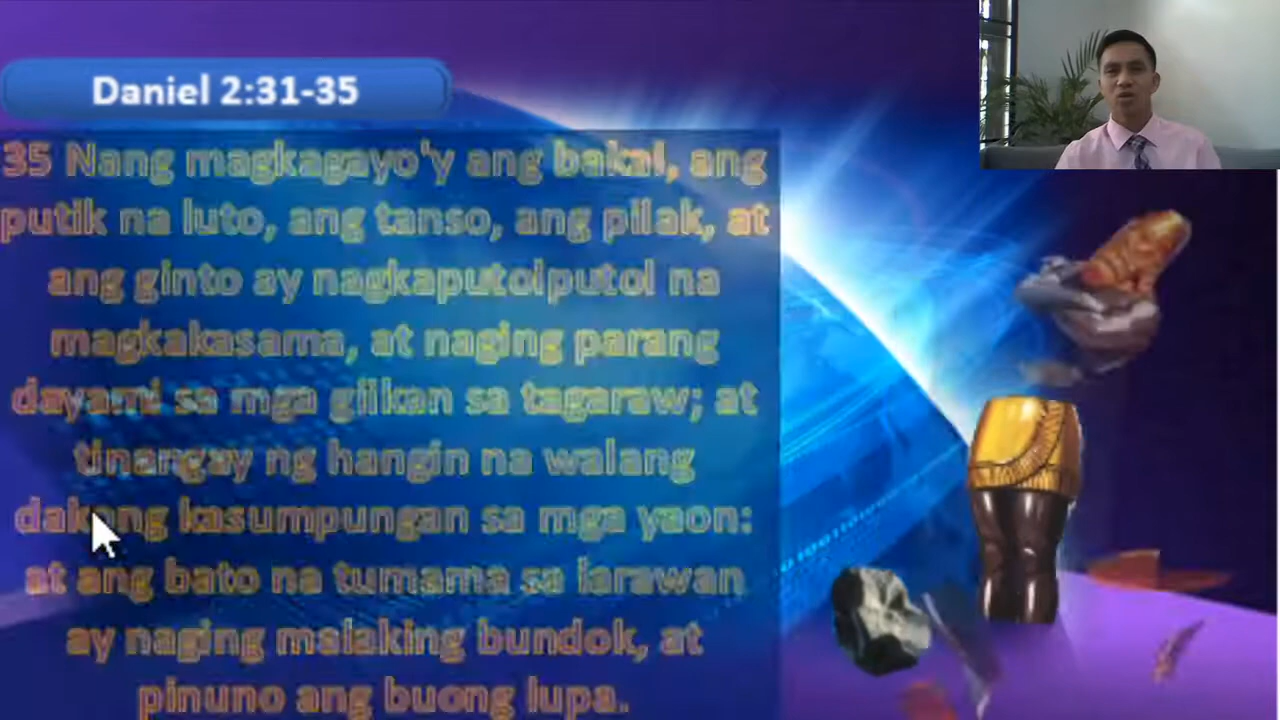 Daniel 2:31-35
35 Nang magkagayo'y ang bakal, ang
putik na luto, ang tanso, ang pilak, at
ang ginto ay nagkaputolputol na
magkakasama, at naging parang
dayami sa mga giikan sa tagaraw; at
tinangay ng hangin na walang
dakong kasumpungan sa mga yaon:
at ang bato na tumama sa larawan
ay naging malaking bundok, at
pinuno ang buong lupa.